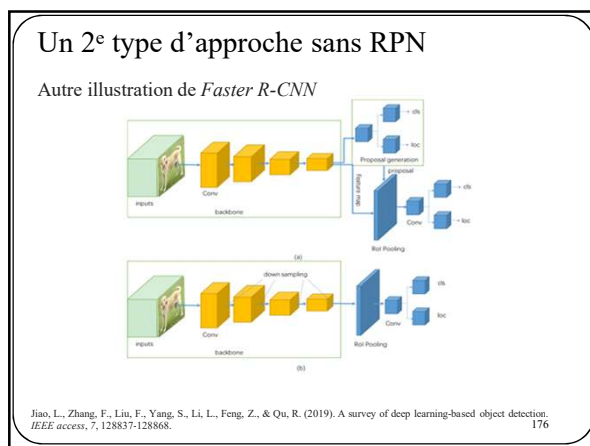 Un 2e type d'approche sans RPN
Autre illustration de Faster R-CNN
cls
loc
Proposal generation
proposal
feature map
inputs
Conv
backbone
cls
loc
Conv
RoI Pooling
(a)
down sampling
cls
loc
Conv
RoI Pooling
inputs
Conv
backbone
(b)
Jiao, L., Zhang, F., Liu, F., Yang, S., Li, L., Feng, Z., & Qu, R. (2019). A survey of deep learning-based object detection.
IEEE access, 7, 128837-128868.
176